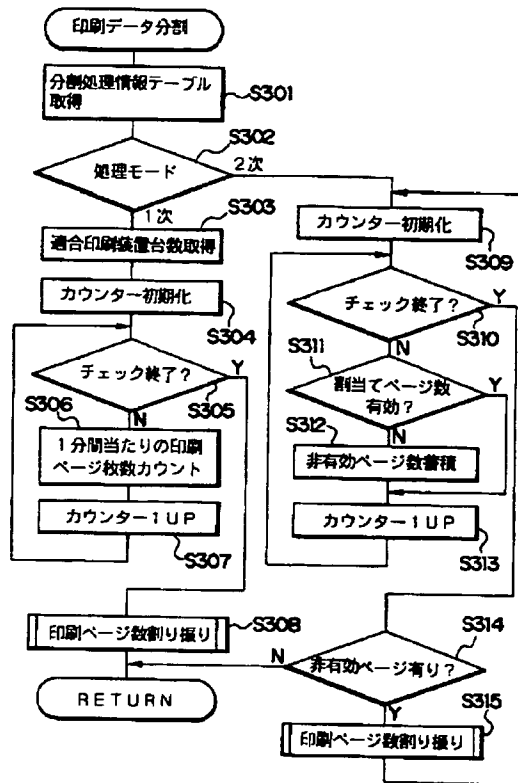 印刷データ分割
分割処理情報テーブル
取得
S301
S302
処理モード
2次
1次
S303
適合印刷装置台数取得
カウンター初期化
S304
チェック終了？
Y
S305
N
S306
1分間当たりの印刷
ページ枚数カウント
カウンター1UP
S307
印刷ページ数割り振り
S308
RETURN
カウンター初期化
S309
チェック終了？
Y
S310
N
S311
割当てページ数
有効？
Y
N
S312
非有効ページ数蓄積
カウンター1UP
S313
S314
非有効ページ有り？
N
Y
S315
印刷ページ数割り振り